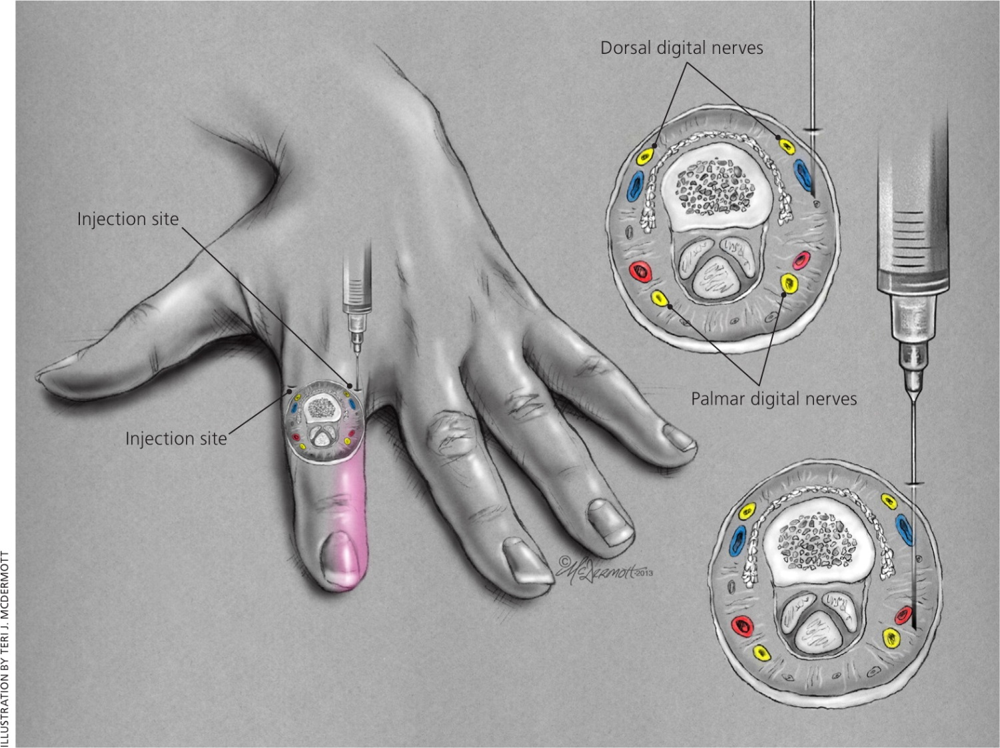 Dorsal digital nerves
Injection site
Palmar digital nerves
Injection site
© McDermott 2013
ILLUSTRATION BY TERI J. MCDERMOTT